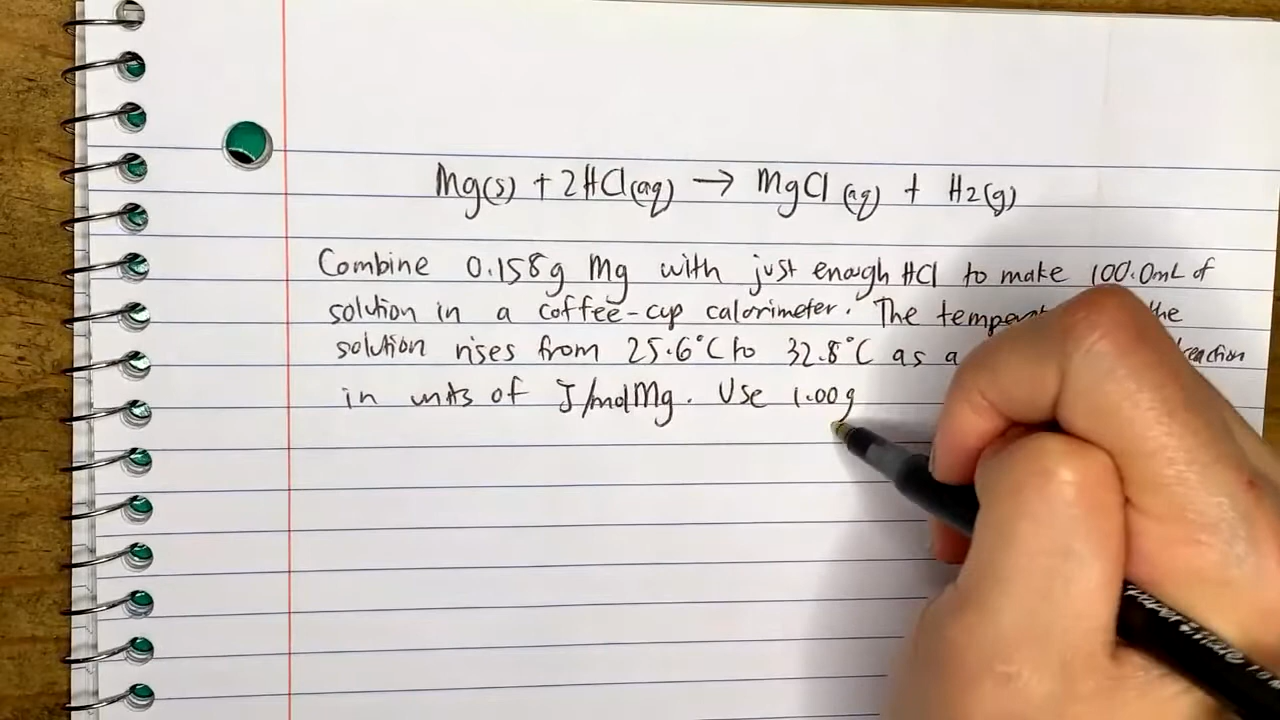 Mg(s) + 2HCl(aq) → MgCl (aq) + H2(g)
Combine 0.158g Mg with just enough HCl to make 100.0mL of
solution in a coffee-cup calorimeter. The the
solution rises from 25.6°C to 32.8°C as a
in units of J/molMg. Use 1.00g